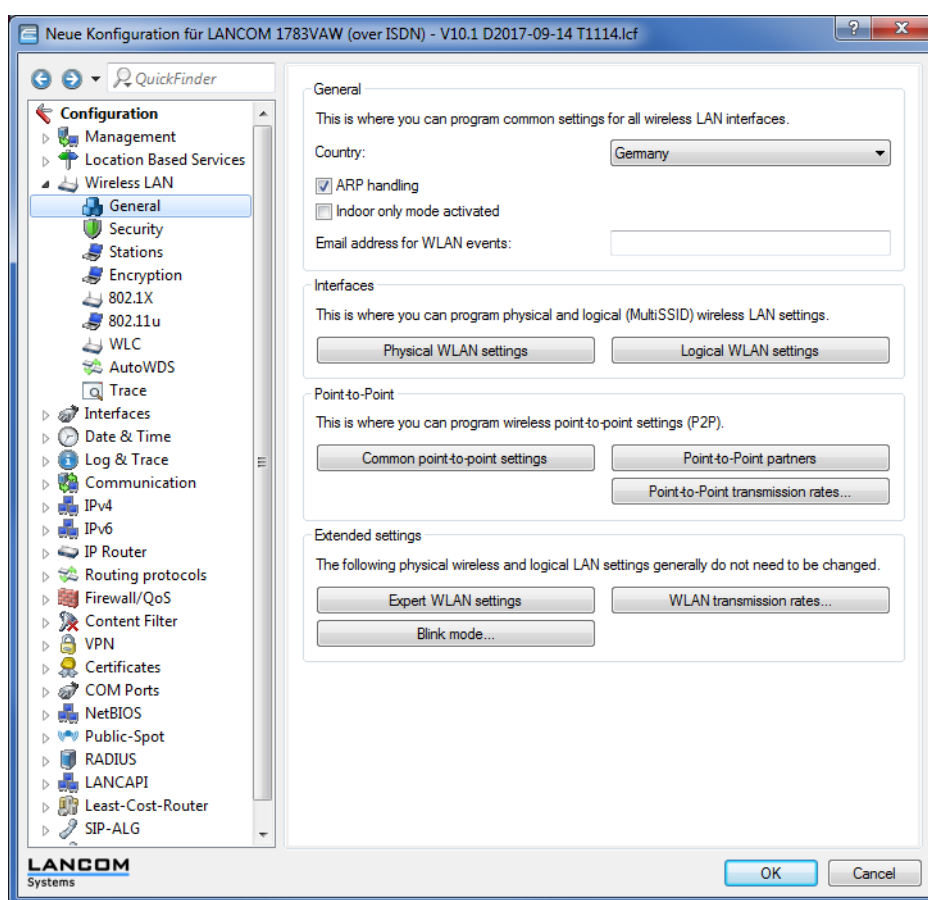 Neue Konfiguration für LANCOM 1783VAW (over ISDN) - V10.1 D2017-09-14 T1114.lcf
QuickFinder
Configuration
Management
Location Based Services
Wireless LAN
General
Security
Stations
Encryption
802.1X
802.11u
WLC
AutoWDS
Trace
Interfaces
Date & Time
Log & Trace
Communication
IPv4
IPv6
IP Router
Routing protocols
Firewall/QoS
Content Filter
VPN
Certificates
COM Ports
NetBIOS
Public-Spot
RADIUS
LANCAPI
Least-Cost-Router
SIP-ALG
General
This is where you can program common settings for all wireless LAN interfaces.
Country: Germany
ARP handling
Indoor only mode activated
Email address for WLAN events:
Interfaces
This is where you can program physical and logical (MultiSSID) wireless LAN settings.
Physical WLAN settings Logical WLAN settings
Point-to-Point
This is where you can program wireless point-to-point settings (P2P).
Common point-to-point settings Point-to-Point partners
Point-to-Point transmission rates...
Extended settings
The following physical wireless and logical LAN settings generally do not need to be changed.
Expert WLAN settings WLAN transmission rates...
Blink mode...
LANCOM
Systems
OK Cancel